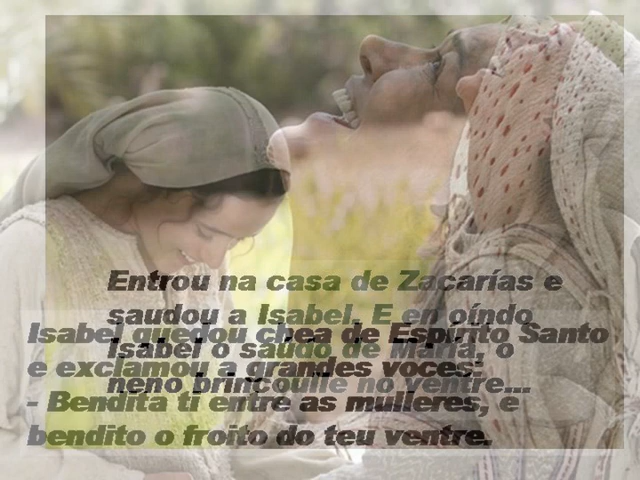 Entrou na casa de Zacarías e
saudou a Isabel. E en oíndo
Isabel o saúdo de María, o
neno brincoulle no ventre...
Isabel quedou chea de Espírito Santo
e exclamou a grandes voces:
- Bendita ti entre as mulleres, e
bendito o froito do teu ventre.